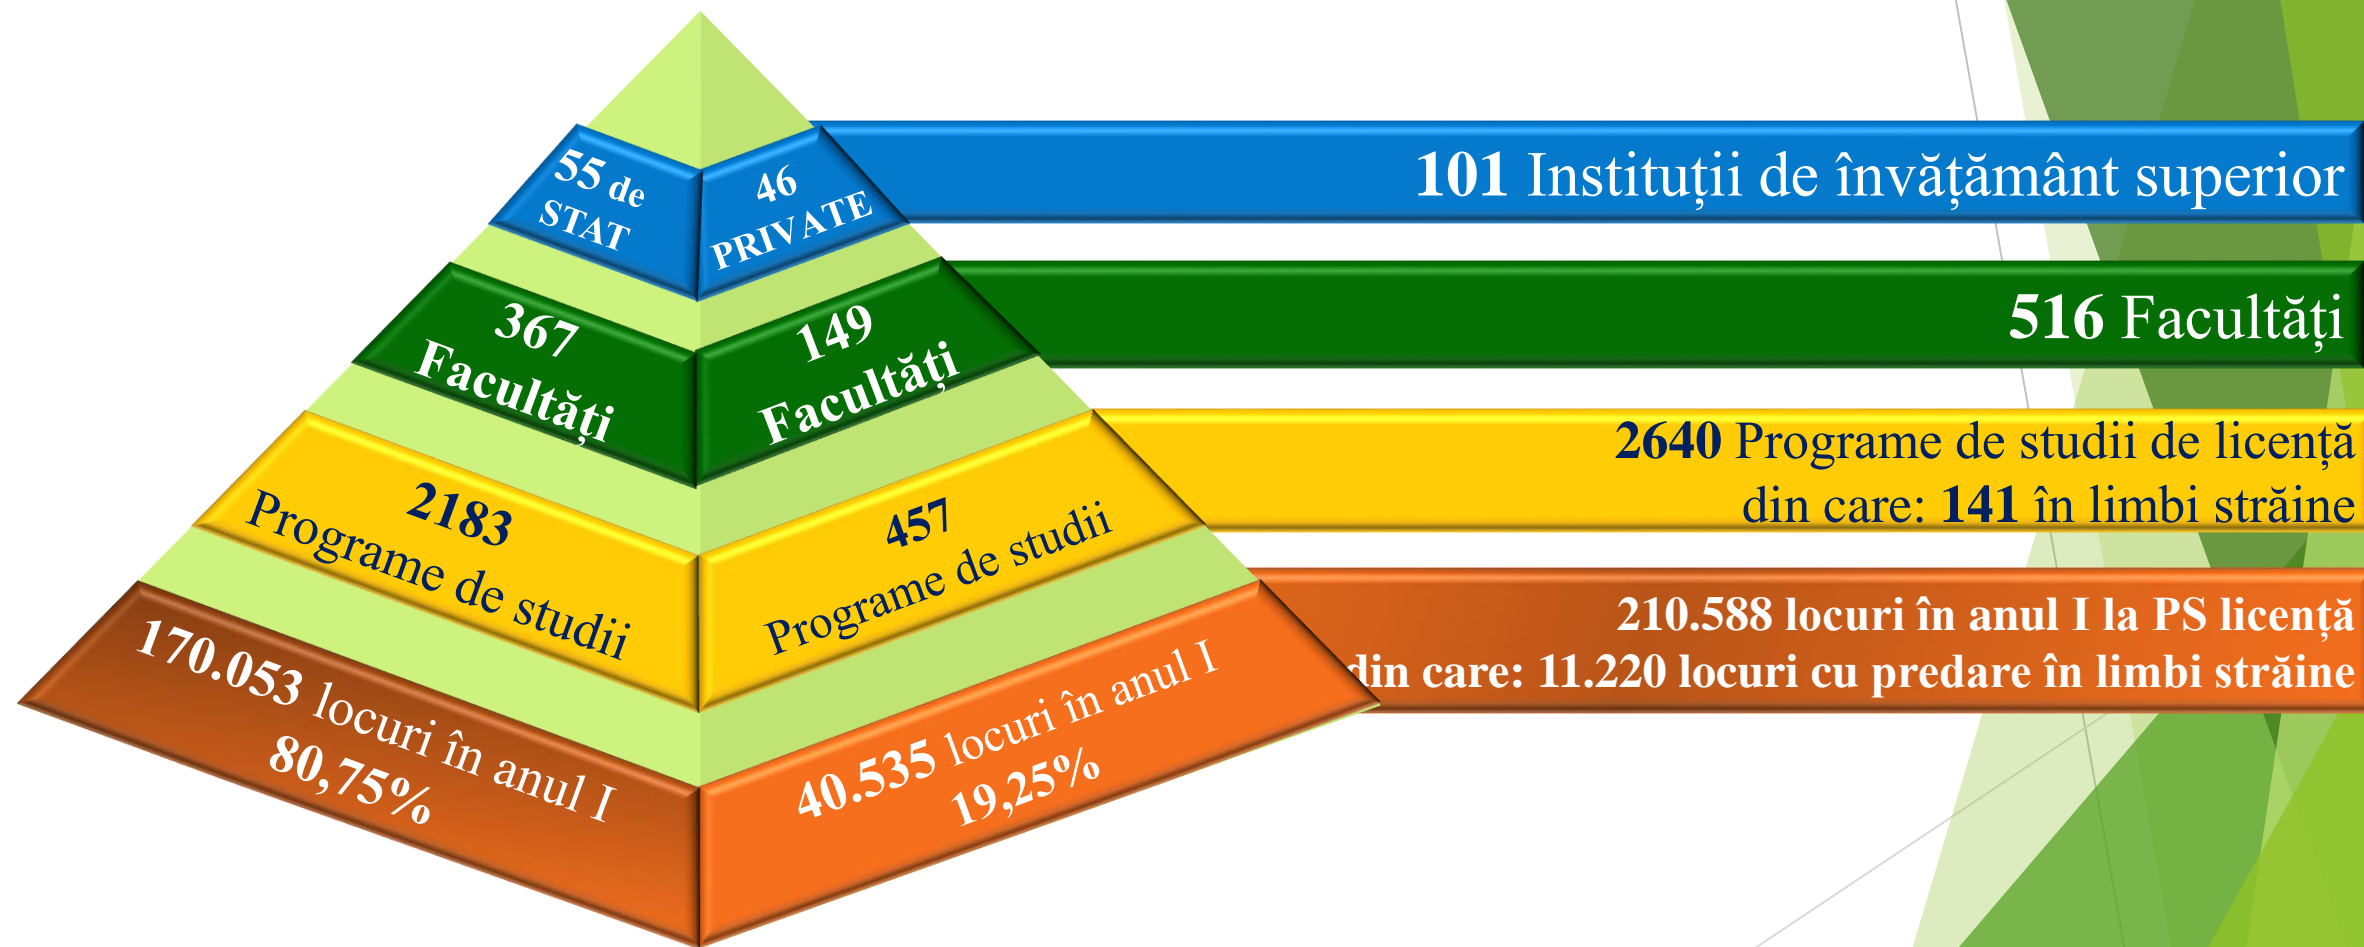 55 de
STAT
46
PRIVATE
101 Instituții de învățământ superior
367
Facultăți
149
Facultăți
516 Facultăți
2183
Programe de studii
457
Programe de studii
2640 Programe de studii de licență
din care: 141 în limbi străine
170.053 locuri în anul I
80,75%
40.535 locuri în anul I
19,25%
210.588 locuri în anul I la PS licență
din care: 11.220 locuri cu predare în limbi străine